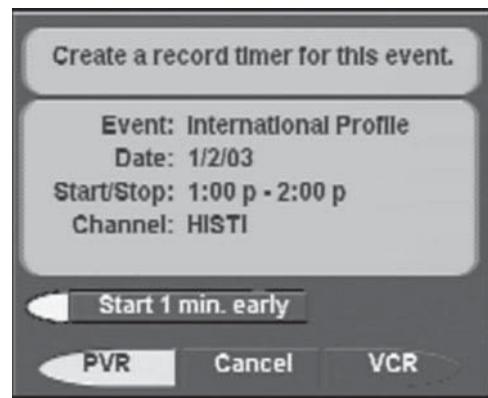 Create a record timer for this event.
Event: International Profile
Date: 1/2/03
Start/Stop: 1:00 p - 2:00 p
Channel: HISTI
Start 1 min. early
PVR Cancel VCR